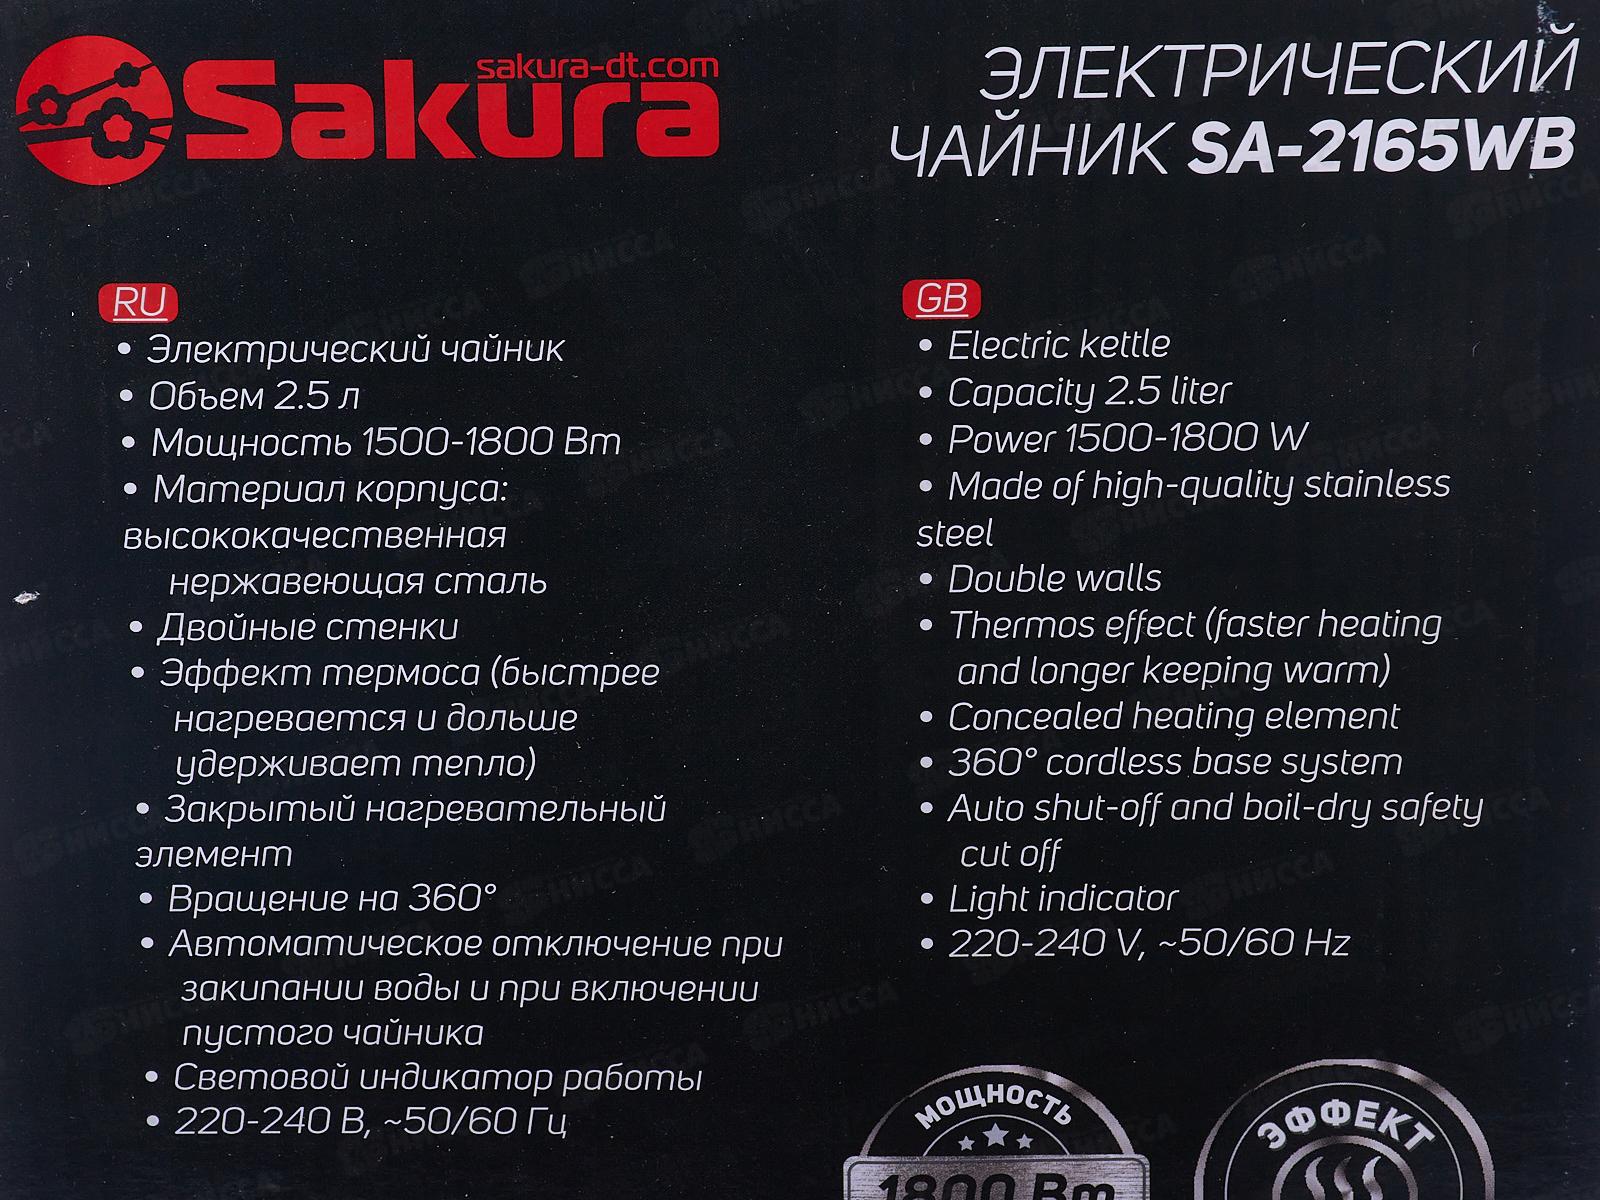 sakura-dt.com
Sakura
ЭЛЕКТРИЧЕСКИЙ
ЧАЙНИК SA-2165WB
RU
• Электрический чайник
• Объем 2.5 л
• Мощность 1500-1800 Вт
• Материал корпуса:
высококачественная
нержавеющая сталь
• Двойные стенки
• Эффект термоса (быстрее
нагревается и дольше
удерживает тепло)
• Закрытый нагревательный
элемент
• Вращение на 360°
• Автоматическое отключение при
закипании воды и при включении
пустого чайника
• Световой индикатор работы
• 220-240 В, ~50/60 Гц
GB
• Electric kettle
• Capacity 2.5 liter
• Power 1500-1800 W
• Made of high-quality stainless
steel
• Double walls
• Thermos effect (faster heating
and longer keeping warm)
• Concealed heating element
• 360° cordless base system
• Auto shut-off and boil-dry safety
cut off
• Light indicator
• 220-240 V, ~50/60 Hz
МОЩНОСТЬ
1800 Вт
ЭФФЕКТ
НИССА